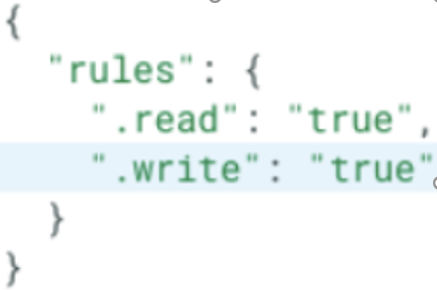 {
"rules": {
".read": "true",
".write": "true"
}
}